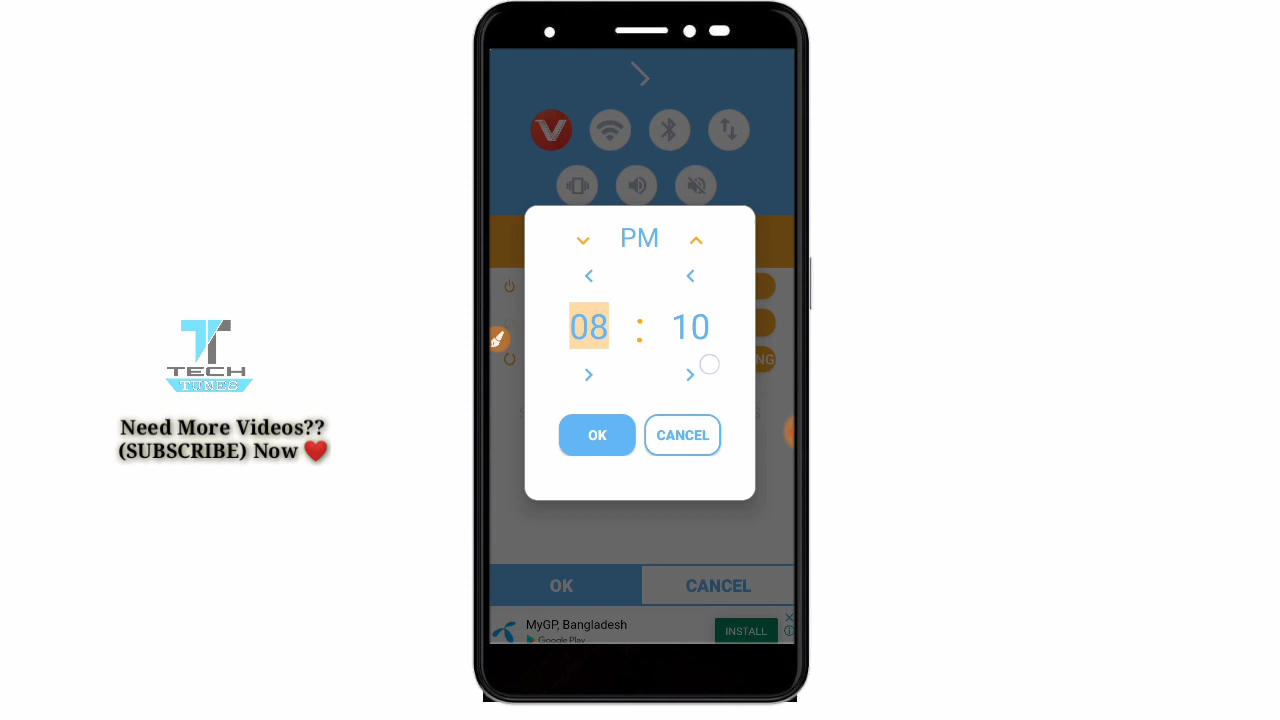 PM
08 : 10
NG
OK
CANCEL
TECH
TUNES
Need More Videos??
(SUBSCRIBE) Now ❤️
OK
CANCEL
MyGP, Bangladesh
Google Play
INSTALL